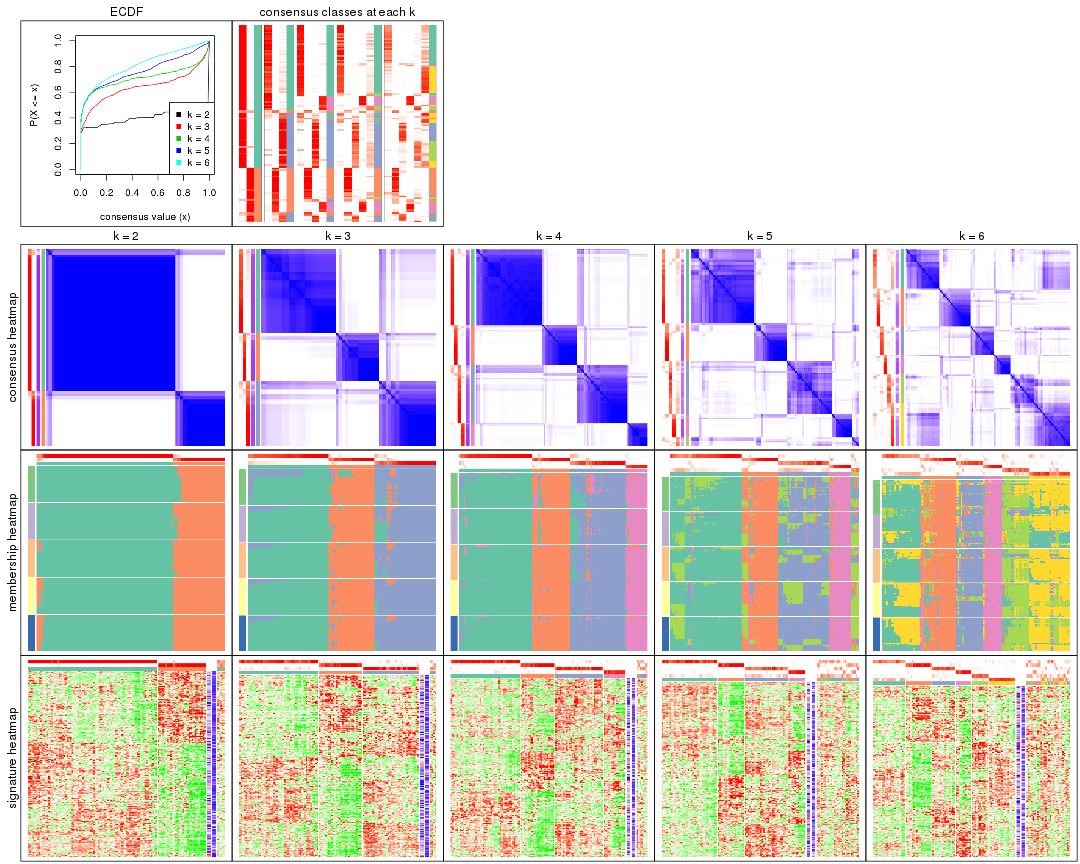 ECDF
consensus classes at each k
P(X <= x)
0.0 0.2 0.4 0.6 0.8 1.0
k = 2
k = 3
k = 4
k = 5
k = 6
0.0 0.2 0.4 0.6 0.8 1.0
consensus value (x)
k = 2
k = 3
k = 4
k = 5
k = 6
consensus heatmap
membership heatmap
signature heatmap